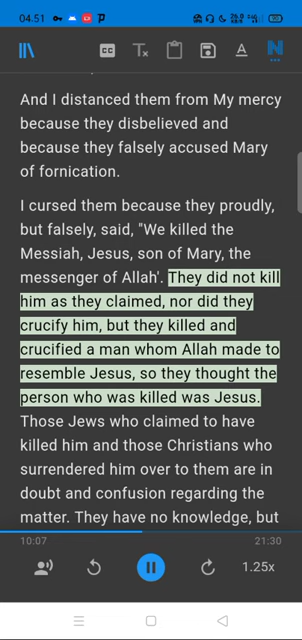 04.51
50
CC
And I distanced them from My mercy
because they disbelieved and
because they falsely accused Mary
of fornication.
I cursed them because they proudly,
but falsely, said, "We killed the
Messiah, Jesus, son of Mary, the
messenger of Allah'. They did not kill
him as they claimed, nor did they
crucify him, but they killed and
crucified a man whom Allah made to
resemble Jesus, so they thought the
person who was killed was Jesus.
Those Jews who claimed to have
killed him and those Christians who
surrendered him over to them are in
doubt and confusion regarding the
matter. They have no knowledge, but
10:07
21:30
1.25x